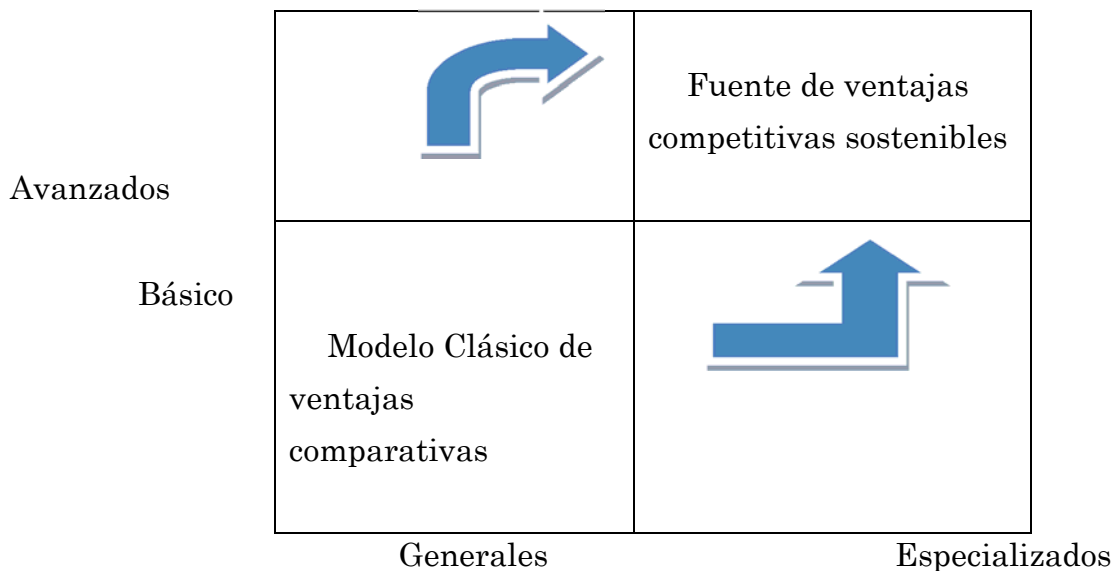 Fuente de ventajas
competitivas sostenibles
Avanzados
Básico
Modelo Clásico de
ventajas
comparativas
Generales
Especializados